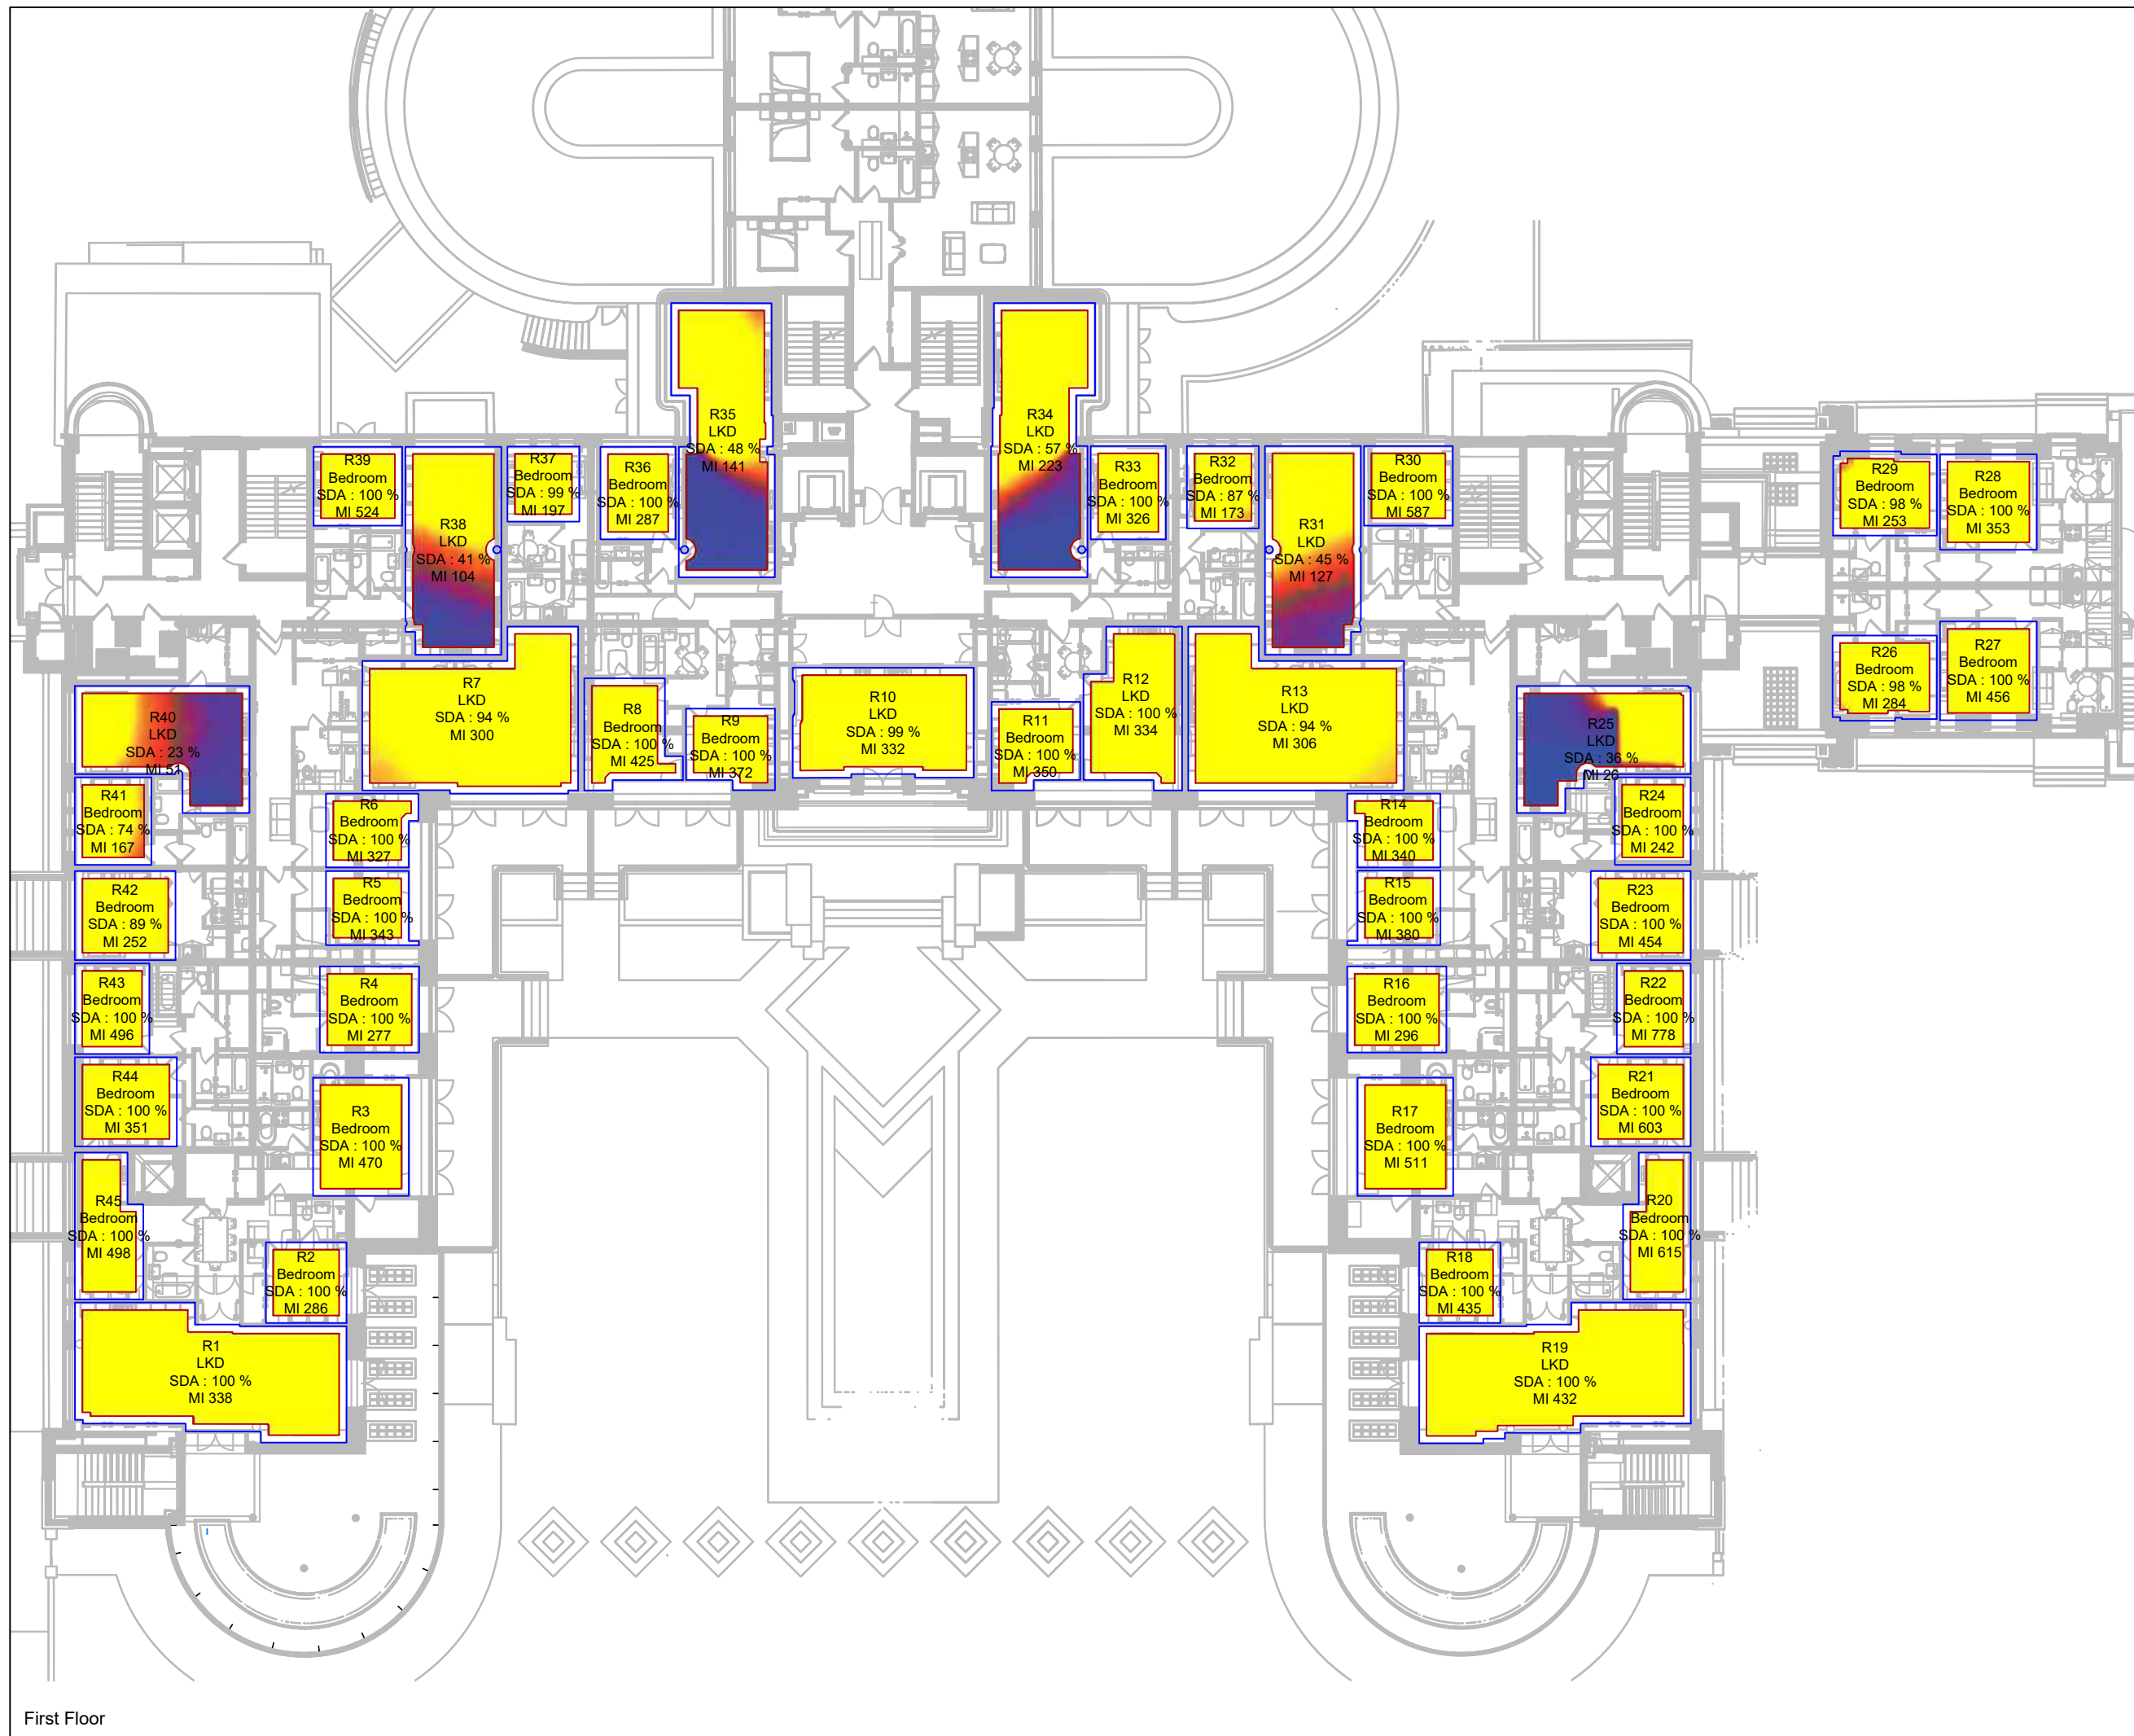 R35
LKD
SDA : 48 %
MI 141
R34
LKD
SDA : 57 %
MI 223
R39
Bedroom
SDA : 100 %
MI 524
R38
LKD
SDA : 41 %
MI 104
R37
Bedroom
SDA : 99 %
MI 197
R36
Bedroom
SDA : 100 %
MI 287
R33
Bedroom
SDA : 100 %
MI 326
R32
Bedroom
SDA : 87 %
MI 173
R31
LKD
SDA : 45 %
MI 127
R30
Bedroom
SDA : 100 %
MI 587
R29
Bedroom
SDA : 98 %
MI 253
R28
Bedroom
SDA : 100 %
MI 353
R26
Bedroom
SDA : 98 %
MI 284
R27
Bedroom
SDA : 100 %
MI 456
R40
LKD
SDA : 23 %
MI 51
R7
LKD
SDA : 94 %
MI 300
R8
Bedroom
SDA : 100 %
MI 425
R9
Bedroom
SDA : 100 %
MI 372
R10
LKD
SDA : 99 %
MI 332
R11
Bedroom
SDA : 100 %
MI 350
R12
LKD
SDA : 100 %
MI 334
R13
LKD
SDA : 94 %
MI 306
R25
LKD
SDA : 36 %
MI 26
R41
Bedroom
SDA : 74 %
MI 167
R6
Bedroom
SDA : 100 %
MI 327
R14
Bedroom
SDA : 100 %
MI 340
R24
Bedroom
SDA : 100 %
MI 242
R42
Bedroom
SDA : 89 %
MI 252
R5
Bedroom
SDA : 100 %
MI 343
R15
Bedroom
SDA : 100 %
MI 380
R23
Bedroom
SDA : 100 %
MI 454
R43
Bedroom
SDA : 100 %
MI 496
R4
Bedroom
SDA : 100 %
MI 277
R16
Bedroom
SDA : 100 %
MI 296
R22
Bedroom
SDA : 100 %
MI 778
R44
Bedroom
SDA : 100 %
MI 351
R3
Bedroom
SDA : 100 %
MI 470
R17
Bedroom
SDA : 100 %
MI 511
R21
Bedroom
SDA : 100 %
MI 603
R45
Bedroom
SDA : 100 %
MI 498
R2
Bedroom
SDA : 100 %
MI 286
R18
Bedroom
SDA : 100 %
MI 435
R20
Bedroom
SDA : 100 %
MI 615
R1
LKD
SDA : 100 %
MI 338
R19
LKD
SDA : 100 %
MI 432
First Floor